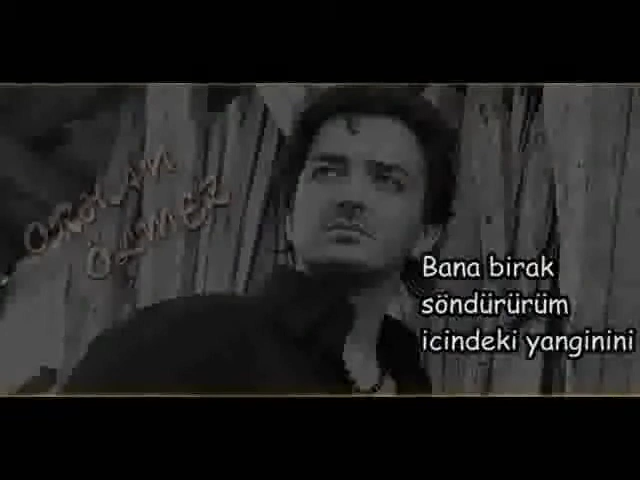 ORHAN
ÖLMEZ
Bana birak
söndürürüm
icindeki yanginini